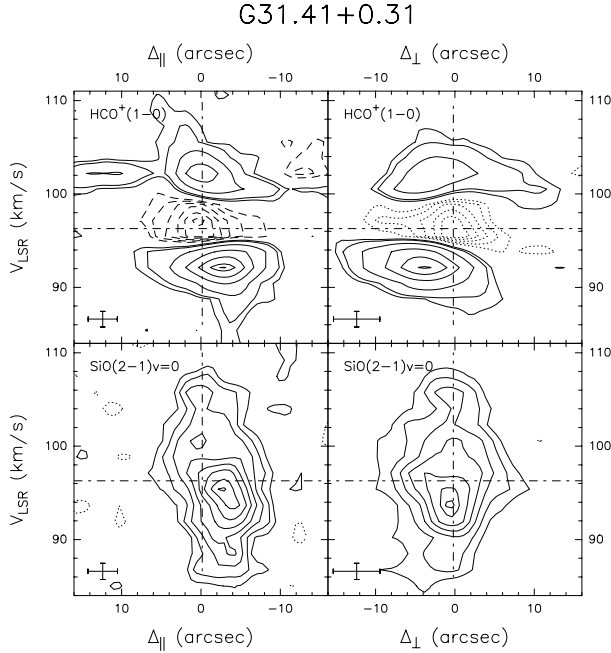 G31.41+0.31
Δ∥ (arcsec) Δ⊥ (arcsec)
10 0 −10 −10 0 10
HCO+(1−0) HCO+(1−0)
110 110
100 100
90 90
VLSR (km/s)
SiO(2−1)v=0 SiO(2−1)v=0
110 110
100 100
90 90
VLSR (km/s)
10 0 −10 −10 0 10
Δ∥ (arcsec) Δ⊥ (arcsec)